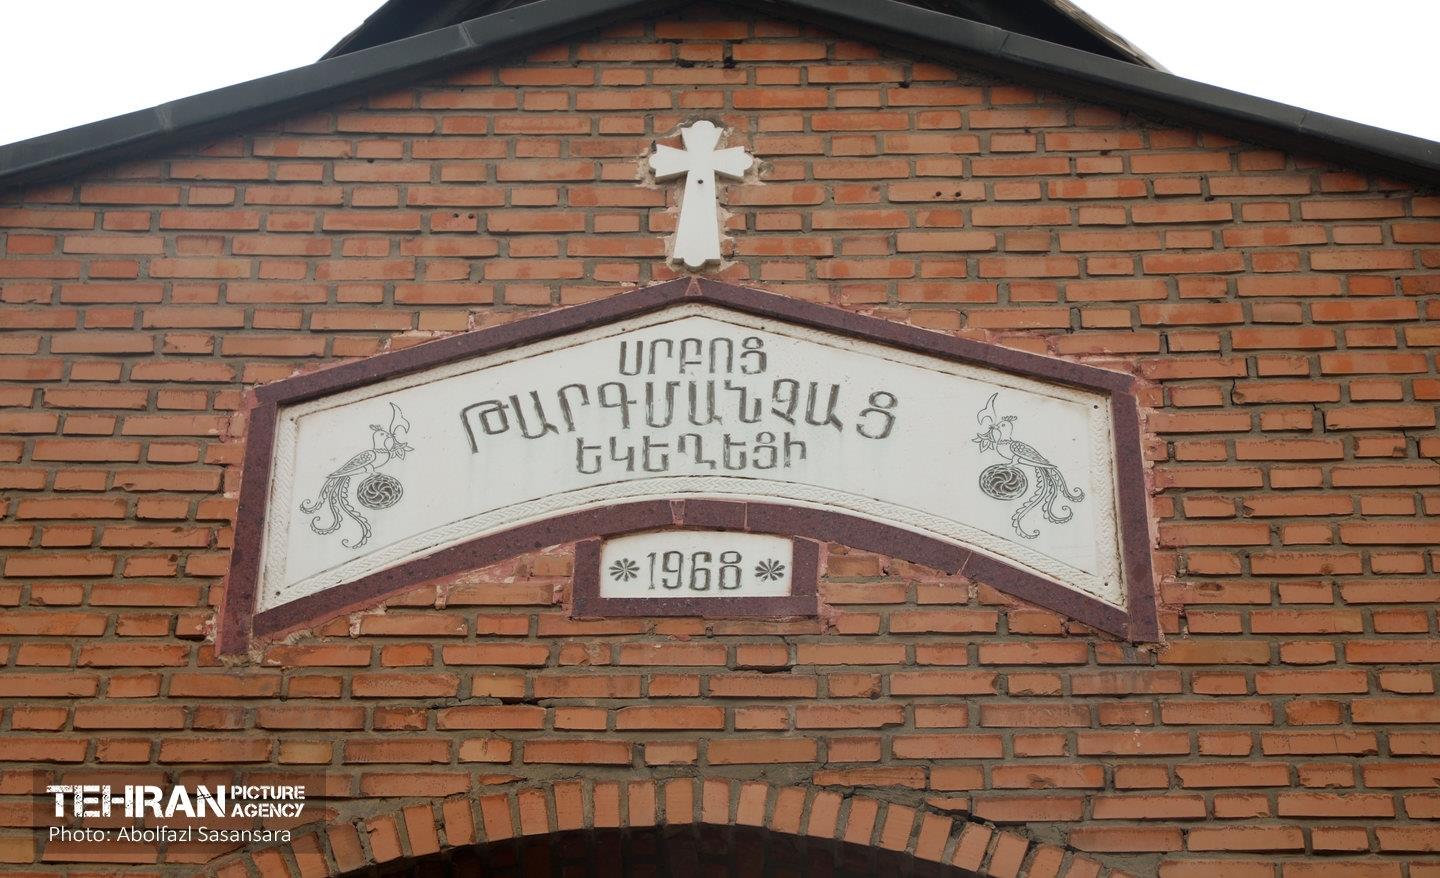 ՍՐԲՈՑ
ԹԱՐԳՄԱՆՉԱՑ
ԵԿԵՂԵՑԻ
1968
TEHRAN PICTURE AGENCY
Photo: Abolfazl Sasansara